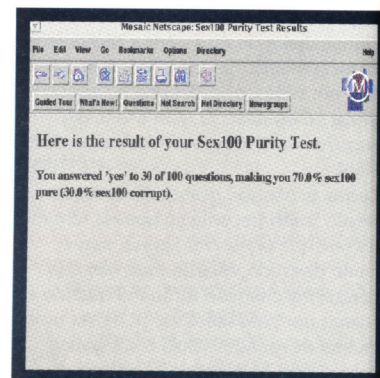 Mosaic Netscape: Sex100 Purity Test Results
File Edit View Go Bookmarks Options Directory Help
Guided Tour What's New! Questions Net Search Net Directory Newsgroups
M
Here is the result of your Sex100 Purity Test.
You answered 'yes' to 30 of 100 questions, making you 70.0% sex100
pure (30.0% sex100 corrupt).